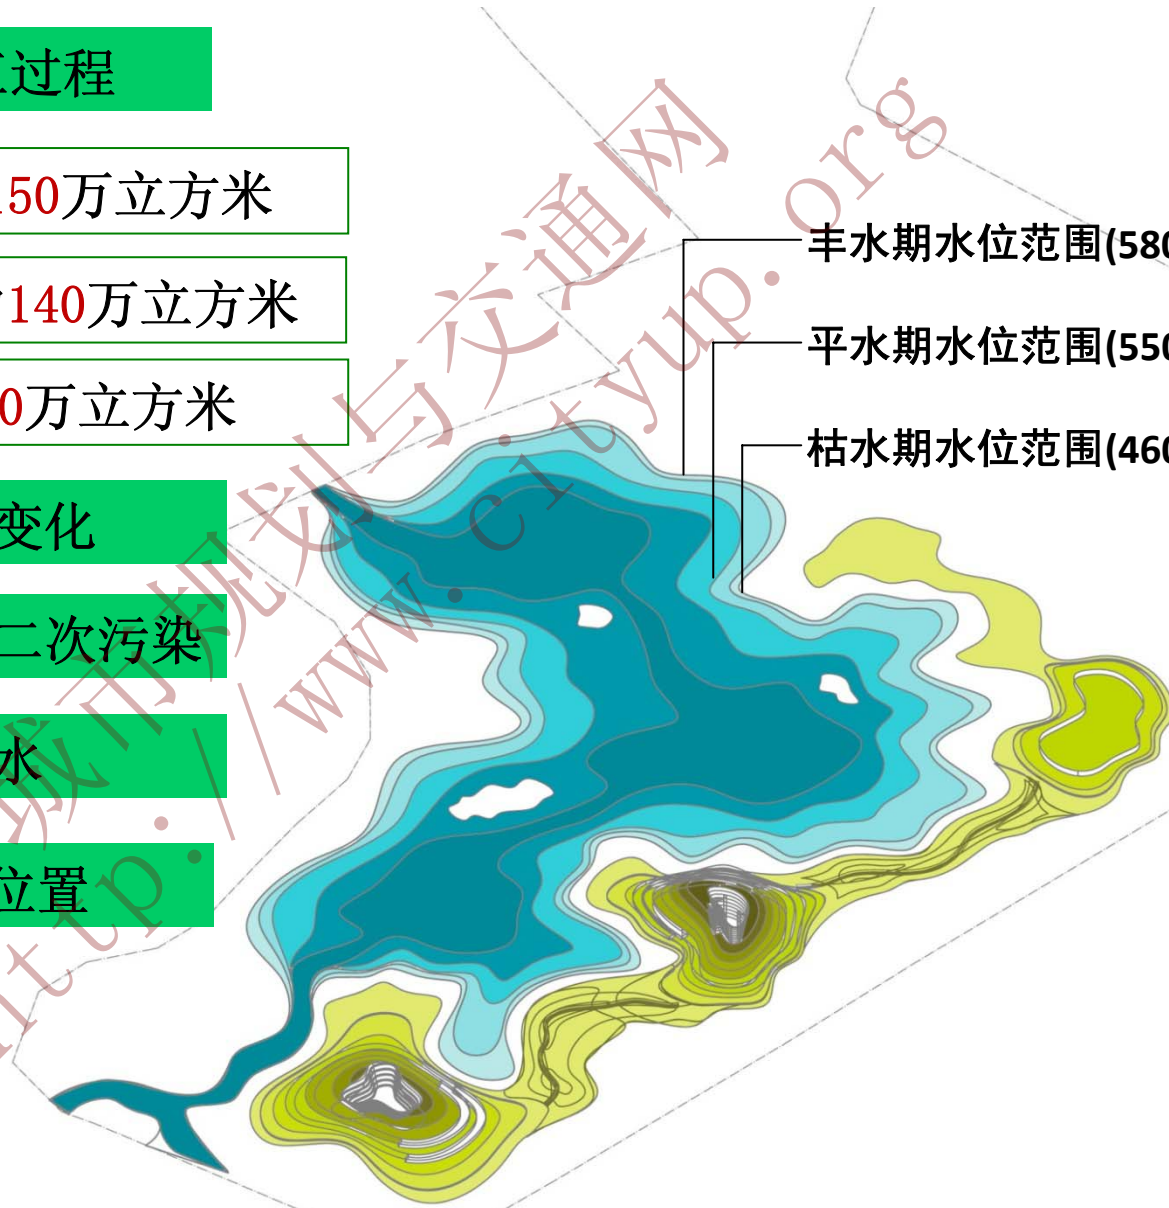 过程
150万立方米
140万立方米
0万立方米
变化
二次污染
水
位置
丰水期水位范围(580
平水期水位范围(550
枯水期水位范围(460
城市规划与交通网
http://www.cityup.org